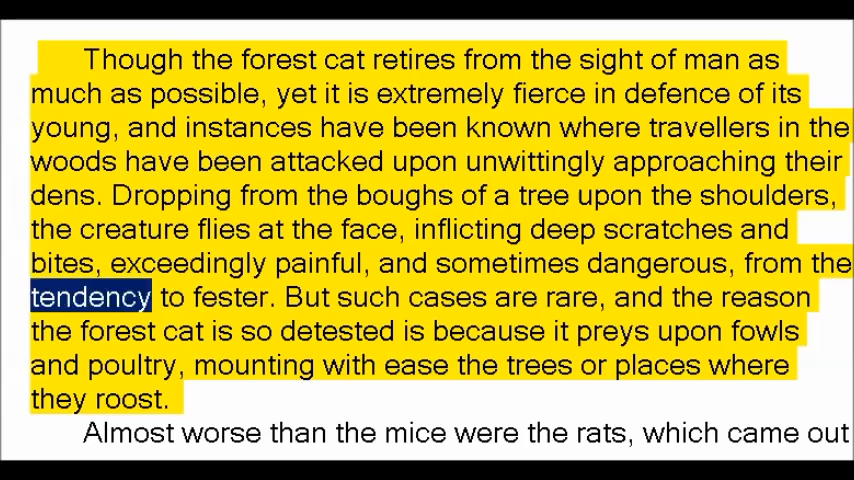 Though the forest cat retires from the sight of man as
much as possible, yet it is extremely fierce in defence of its
young, and instances have been known where travellers in the
woods have been attacked upon unwittingly approaching their
dens. Dropping from the boughs of a tree upon the shoulders,
the creature flies at the face, inflicting deep scratches and
bites, exceedingly painful, and sometimes dangerous, from the
tendency to fester. But such cases are rare, and the reason
the forest cat is so detested is because it preys upon fowls
and poultry, mounting with ease the trees or places where
they roost.
Almost worse than the mice were the rats, which came out